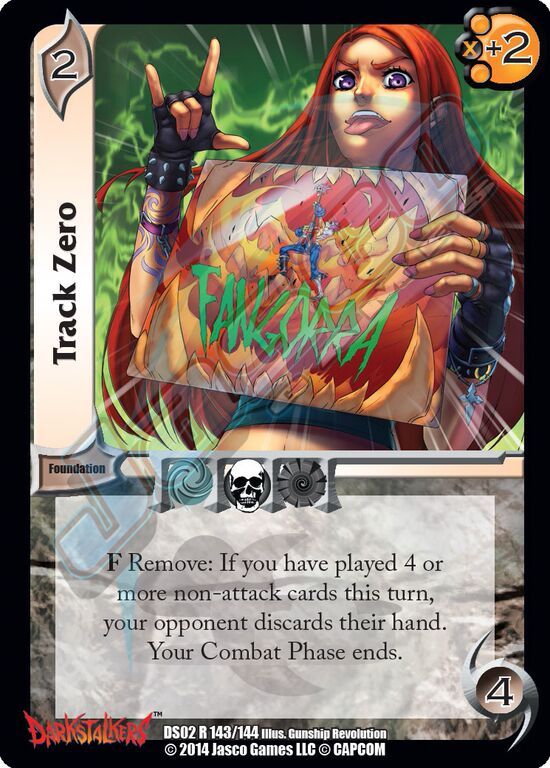 2
X +2
Track Zero
FANGORRA
Foundation
F Remove: If you have played 4 or
more non-attack cards this turn,
your opponent discards their hand.
Your Combat Phase ends.
4
DARKSTALKERS™
DS02 R 143/144 Illus. Gunship Revolution
© 2014 Jasco Games LLC © CAPCOM